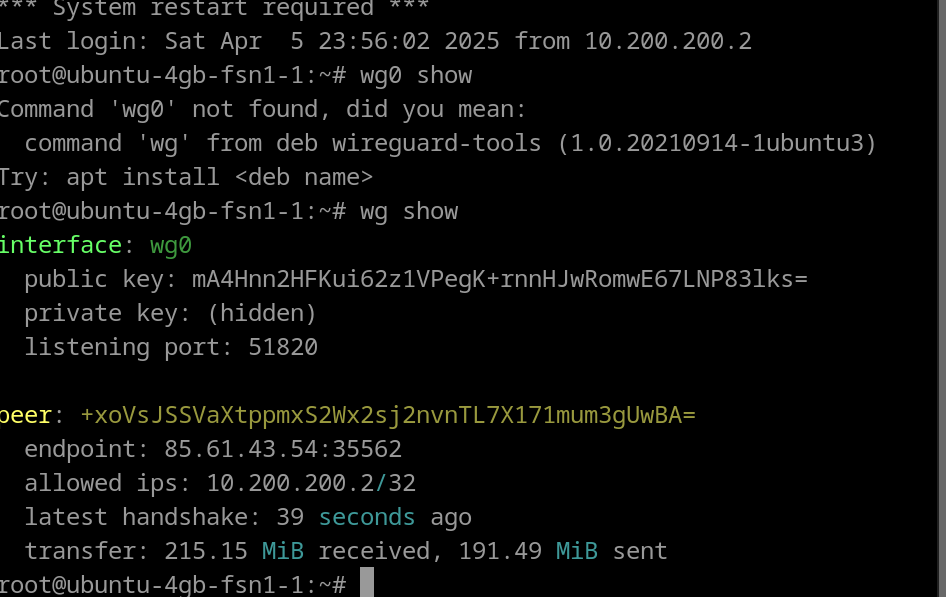 *** System restart required ***
Last login: Sat Apr  5 23:56:02 2025 from 10.200.200.2
root@ubuntu-4gb-fsn1-1:~# wg0 show
Command 'wg0' not found, did you mean:
  command 'wg' from deb wireguard-tools (1.0.20210914-1ubuntu3)
Try: apt install <deb name>
root@ubuntu-4gb-fsn1-1:~# wg show
interface: wg0
  public key: mA4Hnn2HFKui62z1VPegK+rnnHJwRomwE67LNP83lks=
  private key: (hidden)
  listening port: 51820

peer: +xoVsJSSVaXtppmxS2Wx2sj2nvnTL7X171mum3gUwBA=
  endpoint: 85.61.43.54:35562
  allowed ips: 10.200.200.2/32
  latest handshake: 39 seconds ago
  transfer: 215.15 MiB received, 191.49 MiB sent
root@ubuntu-4gb-fsn1-1:~#